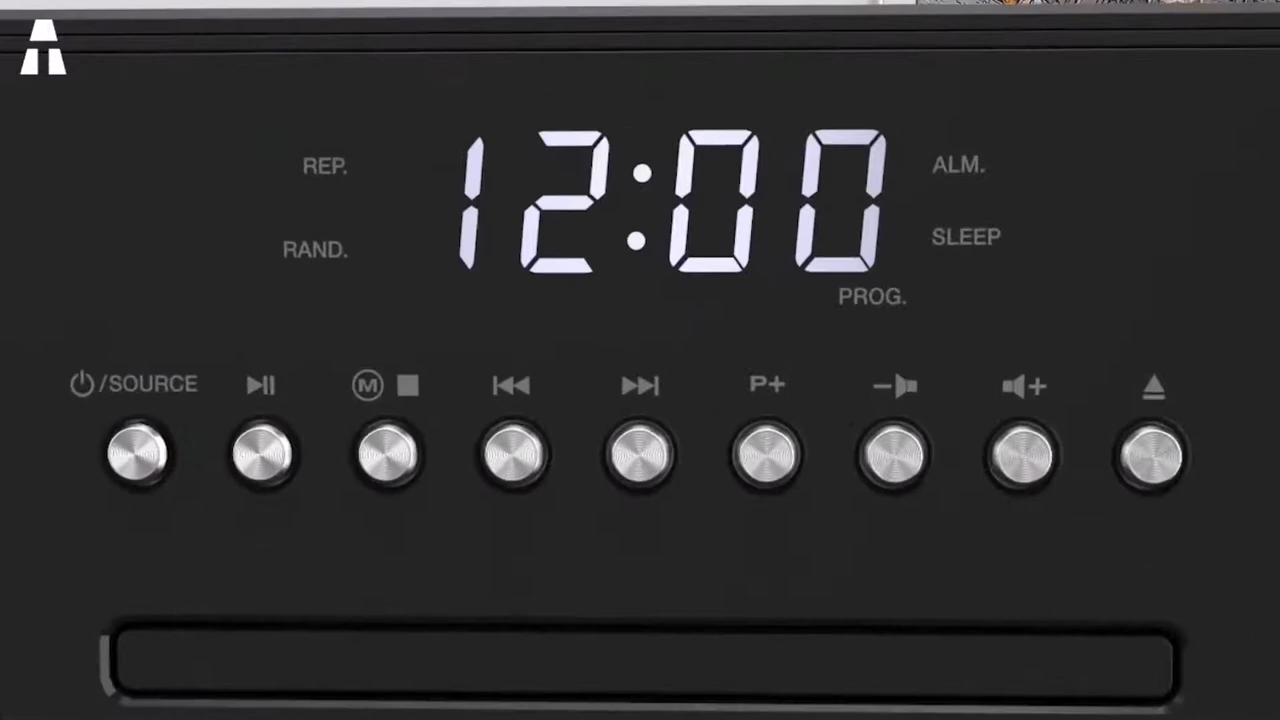 REP.
12:00
ALM.
RAND.
SLEEP
PROG.
/SOURCE
M
P+